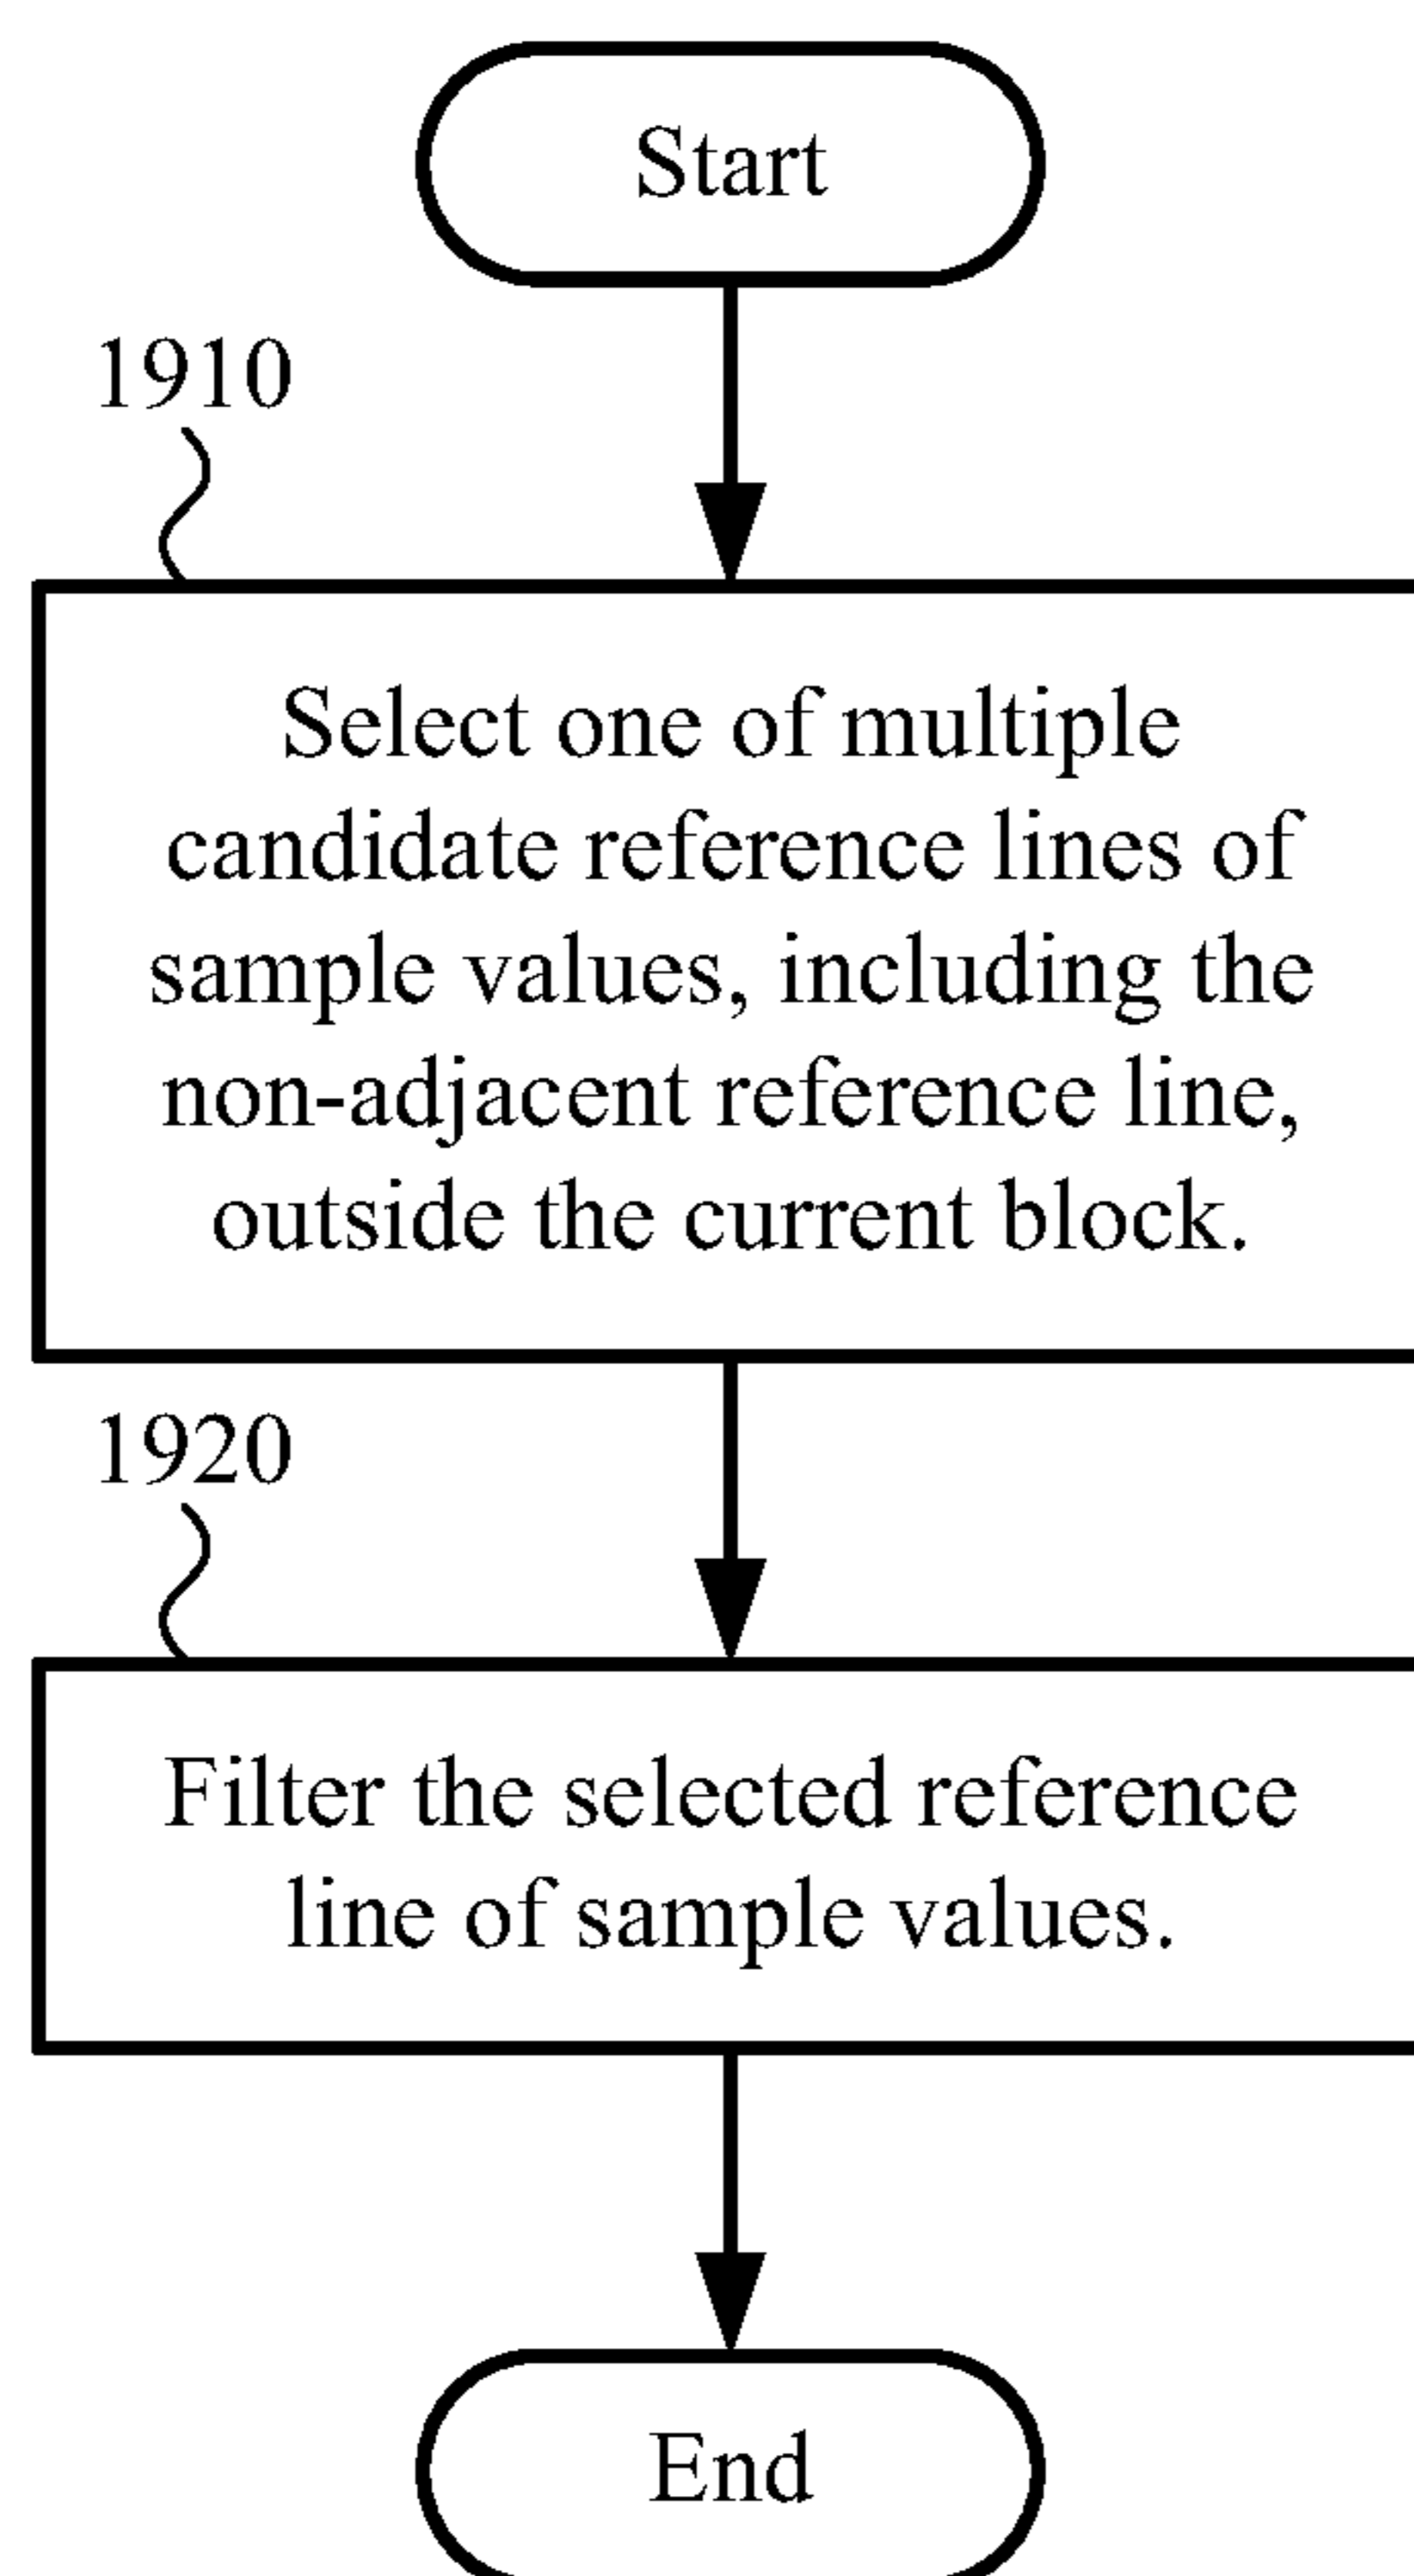 Start
1910
Select one of multiple
candidate reference lines of
sample values, including the
non-adjacent reference line,
outside the current block.
1920
Filter the selected reference
line of sample values.
End